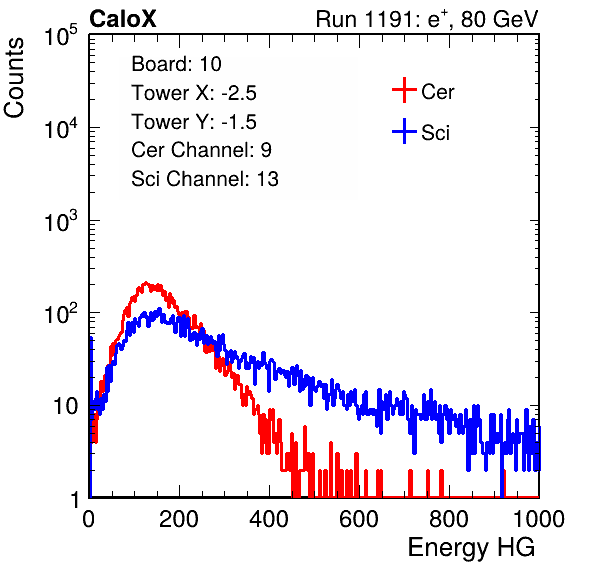 CaloX Run 1191: e⁺, 80 GeV
Counts
Board: 10
Tower X: -2.5
Tower Y: -1.5
Cer Channel: 9
Sci Channel: 13
Cer
Sci
10⁵
10⁴
10³
10²
10
1
0 200 400 600 800 1000
Energy HG